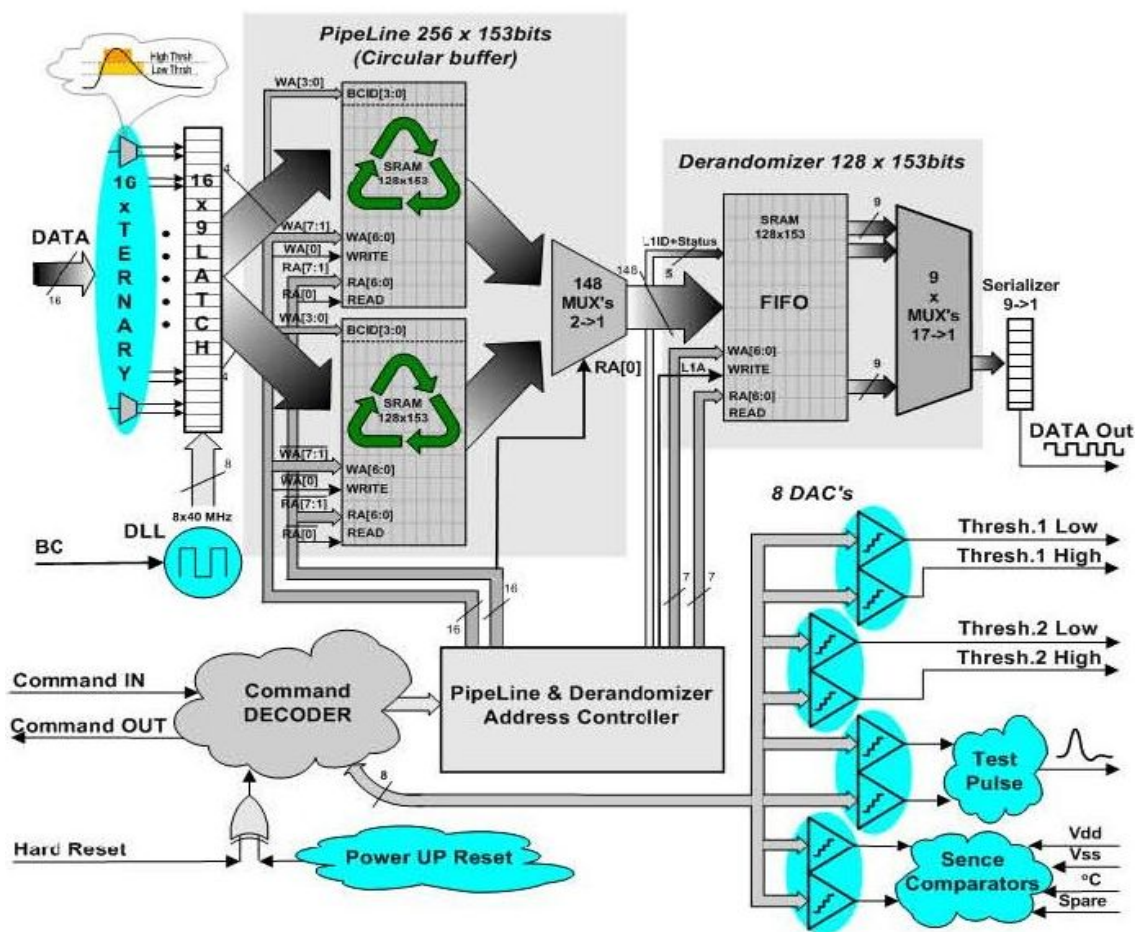 PipeLine 256 x 153bits
(Circular buffer)
High Thrsh
Low Thrsh
WA[3:0]
BCID[3:0]
SRAM
128x153
WA[7:1]
WA[6:0]
WA[0]
WRITE
RA[7:1]
RA[6:0]
RA[0]
READ
WA[3:0]
BCID[3:0]
SRAM
128x153
WA[7:1]
WA[6:0]
WA[0]
WRITE
RA[7:1]
RA[6:0]
RA[0]
READ
DATA
16
16 x TERNARY
16 x 9 LATCH
4
4
8
8x40 MHz
DLL
BC
148
MUX's
2->1
RA[0]
Derandomizer 128 x 153bits
L1ID+Status
148
5
SRAM
128x153
FIFO
WA[6:0]
L1A
WRITE
RA[6:0]
READ
9
9
9
x
MUX's
17->1
Serializer
9->1
DATA Out
16
16
7
7
Command IN
Command OUT
Command
DECODER
PipeLine & Derandomizer
Address Controller
8
Hard Reset
Power UP Reset
8 DAC's
Thresh.1 Low
Thresh.1 High
Thresh.2 Low
Thresh.2 High
Test
Pulse
Sence
Comparators
Vdd
Vss
ºC
Spare